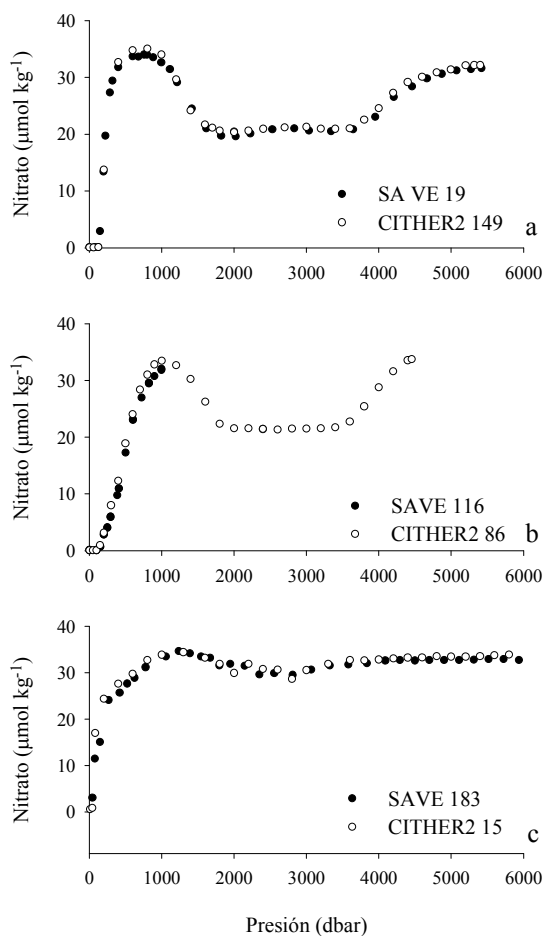 40
30
20
10
0
Nitrato (μmol kg-1)
SA VE 19
CITHER2 149
a
0 1000 2000 3000 4000 5000 6000
40
30
20
10
0
Nitrato (μmol kg-1)
SAVE 116
CITHER2 86
b
0 1000 2000 3000 4000 5000 6000
40
30
20
10
0
Nitrato (μmol kg-1)
SAVE 183
CITHER2 15
c
0 1000 2000 3000 4000 5000 6000
Presión (dbar)